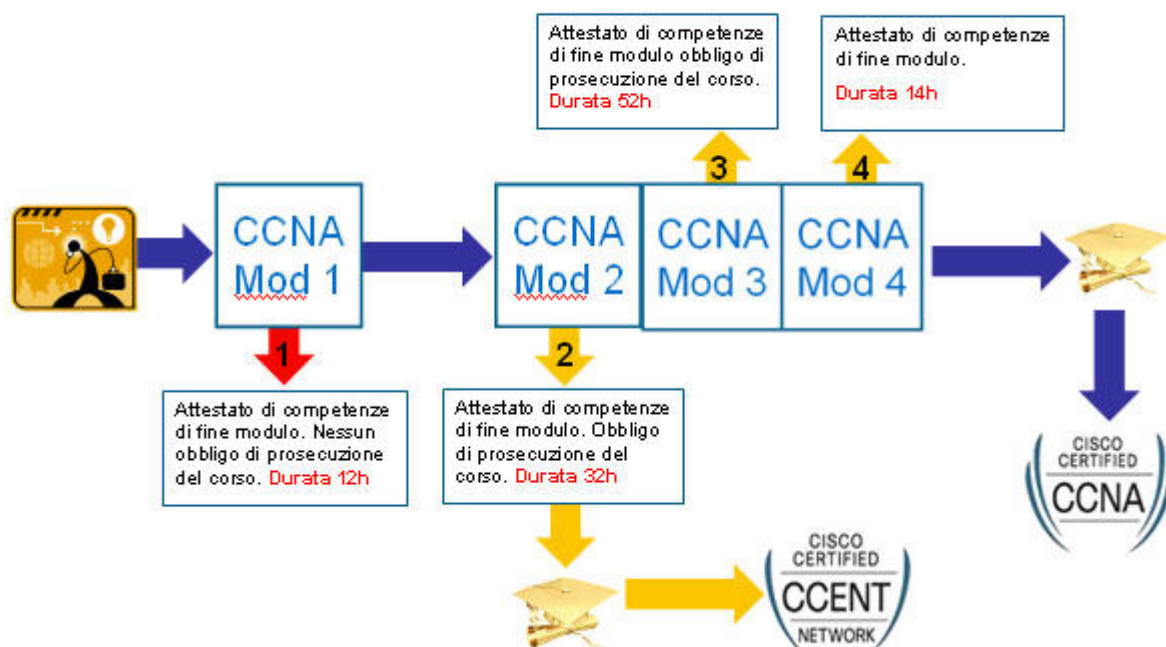 Attestato di competenze
di fine modulo obbligo di
prosecuzione del corso.
Durata 52h
Attestato di competenze
di fine modulo.
Durata 14h
3
4
CCNA
Mod 1
CCNA
Mod 2
CCNA
Mod 3
CCNA
Mod 4
1
2
Attestato di competenze
di fine modulo. Nessun
obbligo di prosecuzione
del corso. Durata 12h
Attestato di competenze
di fine modulo. Obbligo
di prosecuzione del
corso. Durata 32h
CISCO
CERTIFIED
CCNA
CISCO
CERTIFIED
CCENT
NETWORK